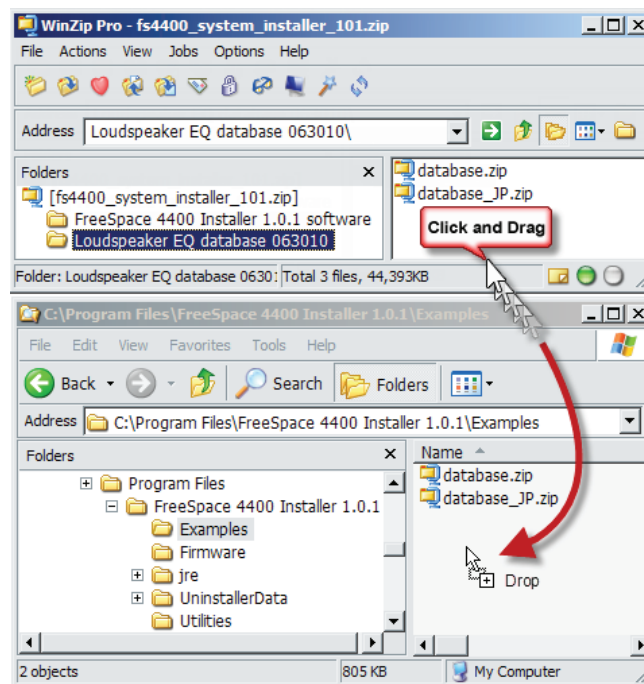 WinZip Pro - fs4400_system_installer_101.zip
File Actions View Jobs Options Help
Address Loudspeaker EQ database 063010\
Folders
[fs4400_system_installer_101.zip]
FreeSpace 4400 Installer 1.0.1 software
Loudspeaker EQ database 063010
database.zip
database_JP.zip
Click and Drag
Folder: Loudspeaker EQ database 0630 Total 3 files, 44,393KB
C:\Program Files\FreeSpace 4400 Installer 1.0.1\Examples
File Edit View Favorites Tools Help
Back Search Folders
Address C:\Program Files\FreeSpace 4400 Installer 1.0.1\Examples
Folders
Program Files
FreeSpace 4400 Installer 1.0.1
Examples
Firmware
jre
UninstallerData
Utilities
Name
database.zip
database_JP.zip
Drop
2 objects 805 KB My Computer